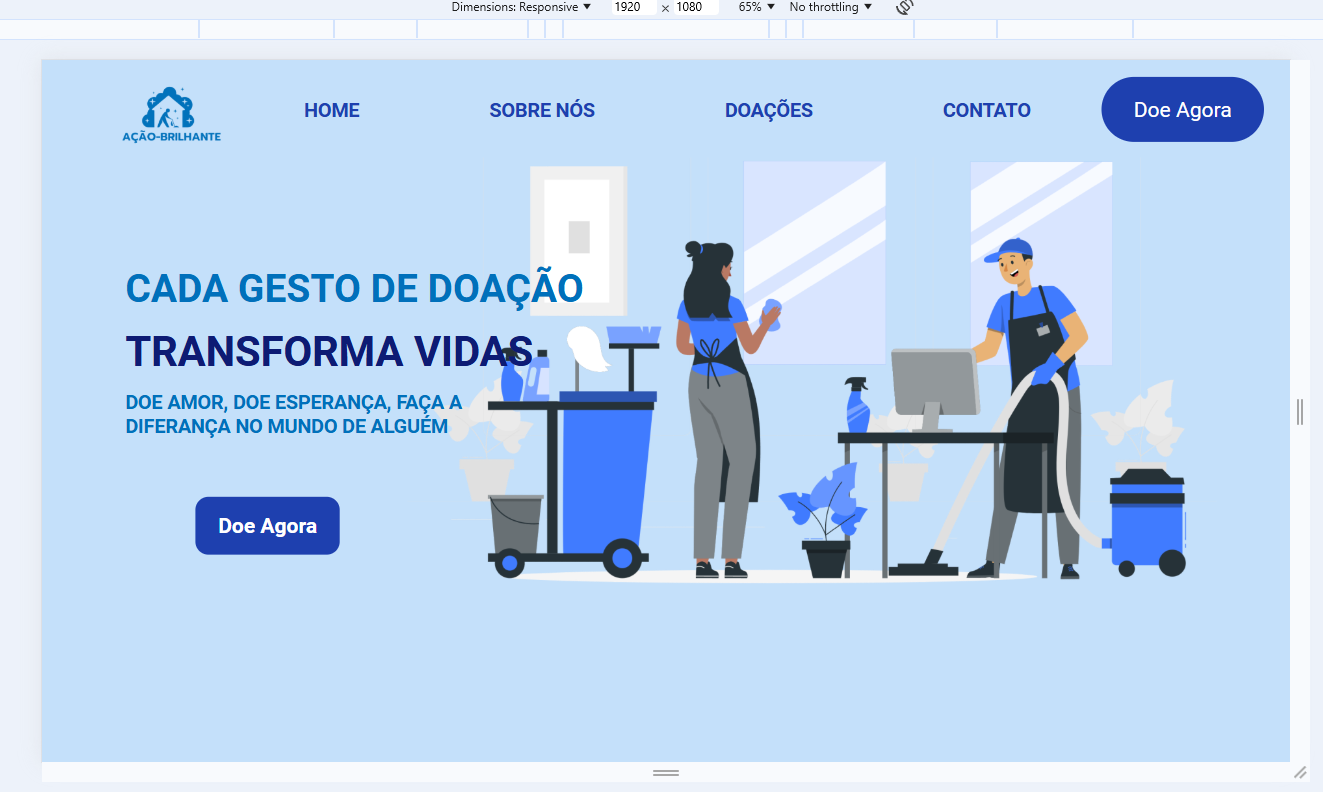 Dimensions: Responsive 1920 × 1080 65% No throttling
AÇÃO-BRILHANTE
HOME SOBRE NÓS DOAÇÕES CONTATO Doe Agora
CADA GESTO DE DOAÇÃO
TRANSFORMA VIDAS
DOE AMOR, DOE ESPERANÇA, FAÇA A
DIFERANÇA NO MUNDO DE ALGUÉM
Doe Agora